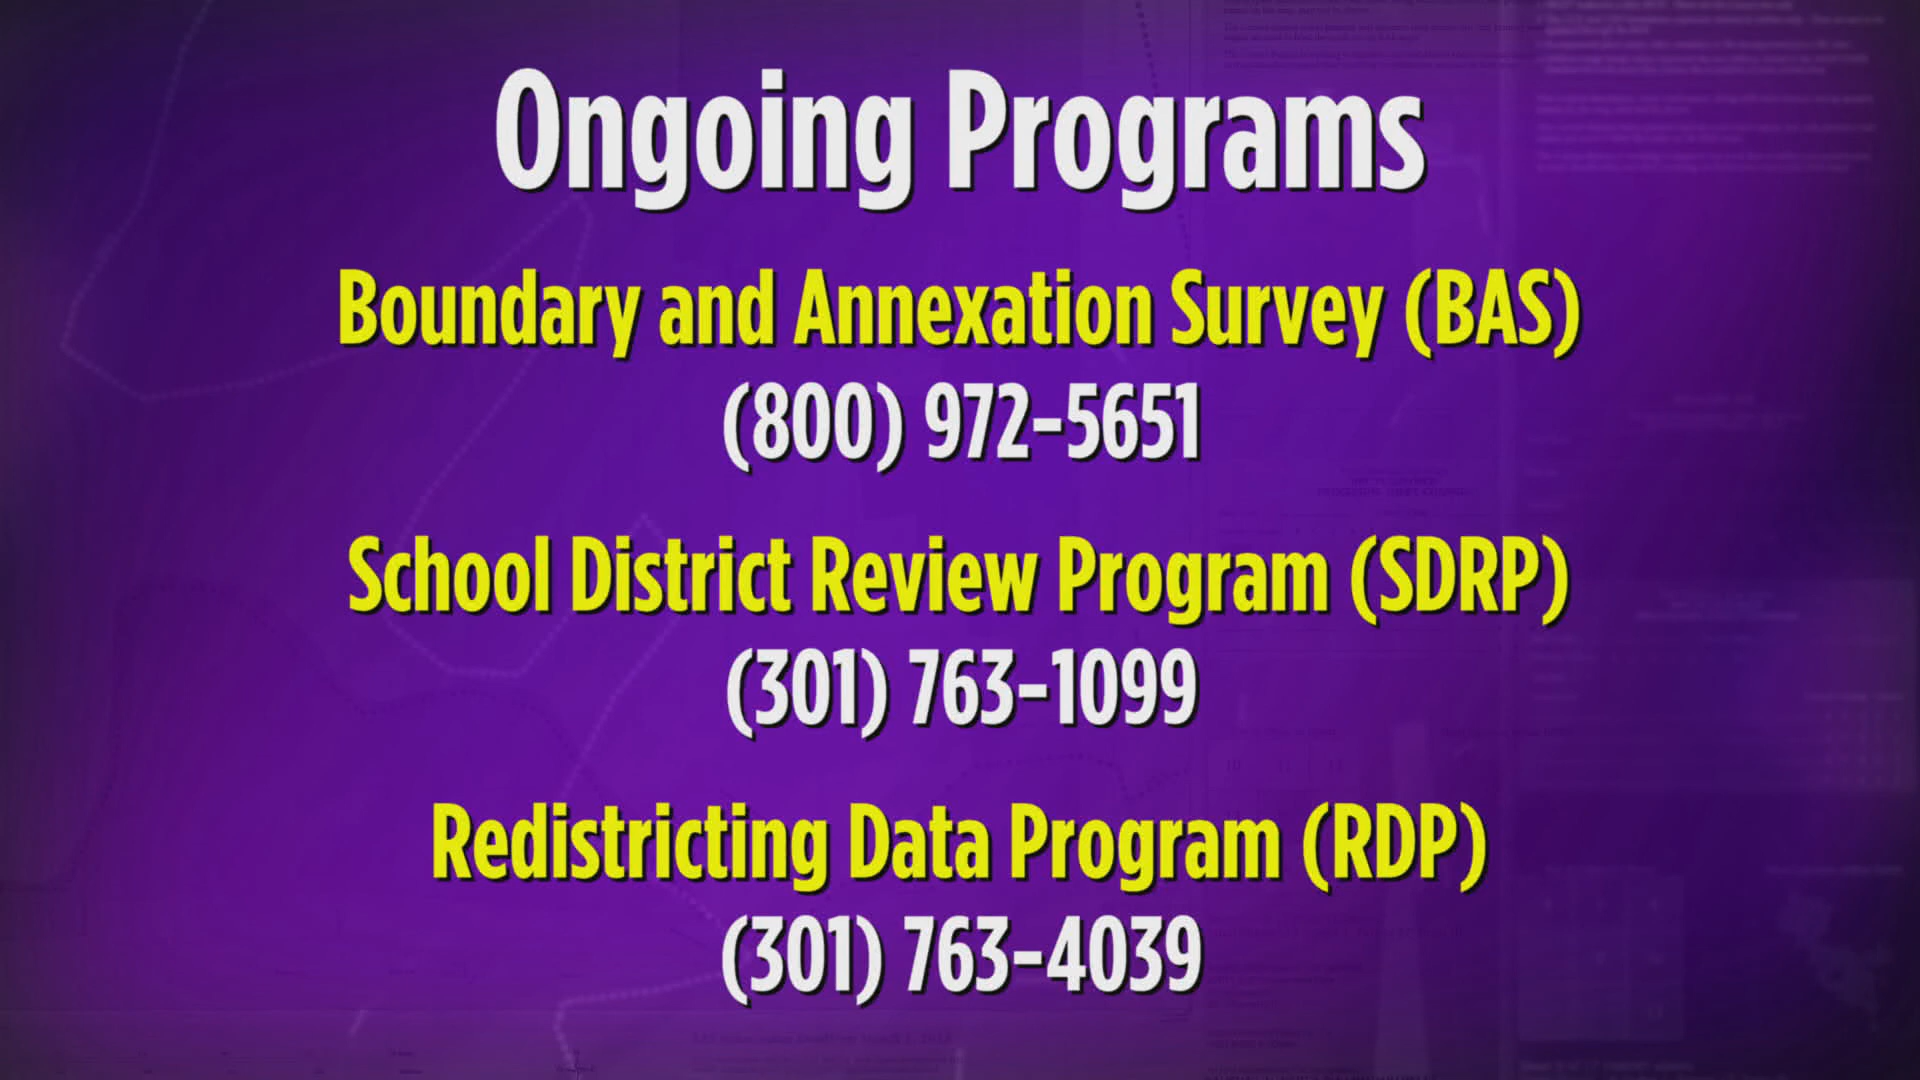 Ongoing Programs
Boundary and Annexation Survey (BAS)
(800) 972-5651
School District Review Program (SDRP)
(301) 763-1099
Redistricting Data Program (RDP)
(301) 763-4039